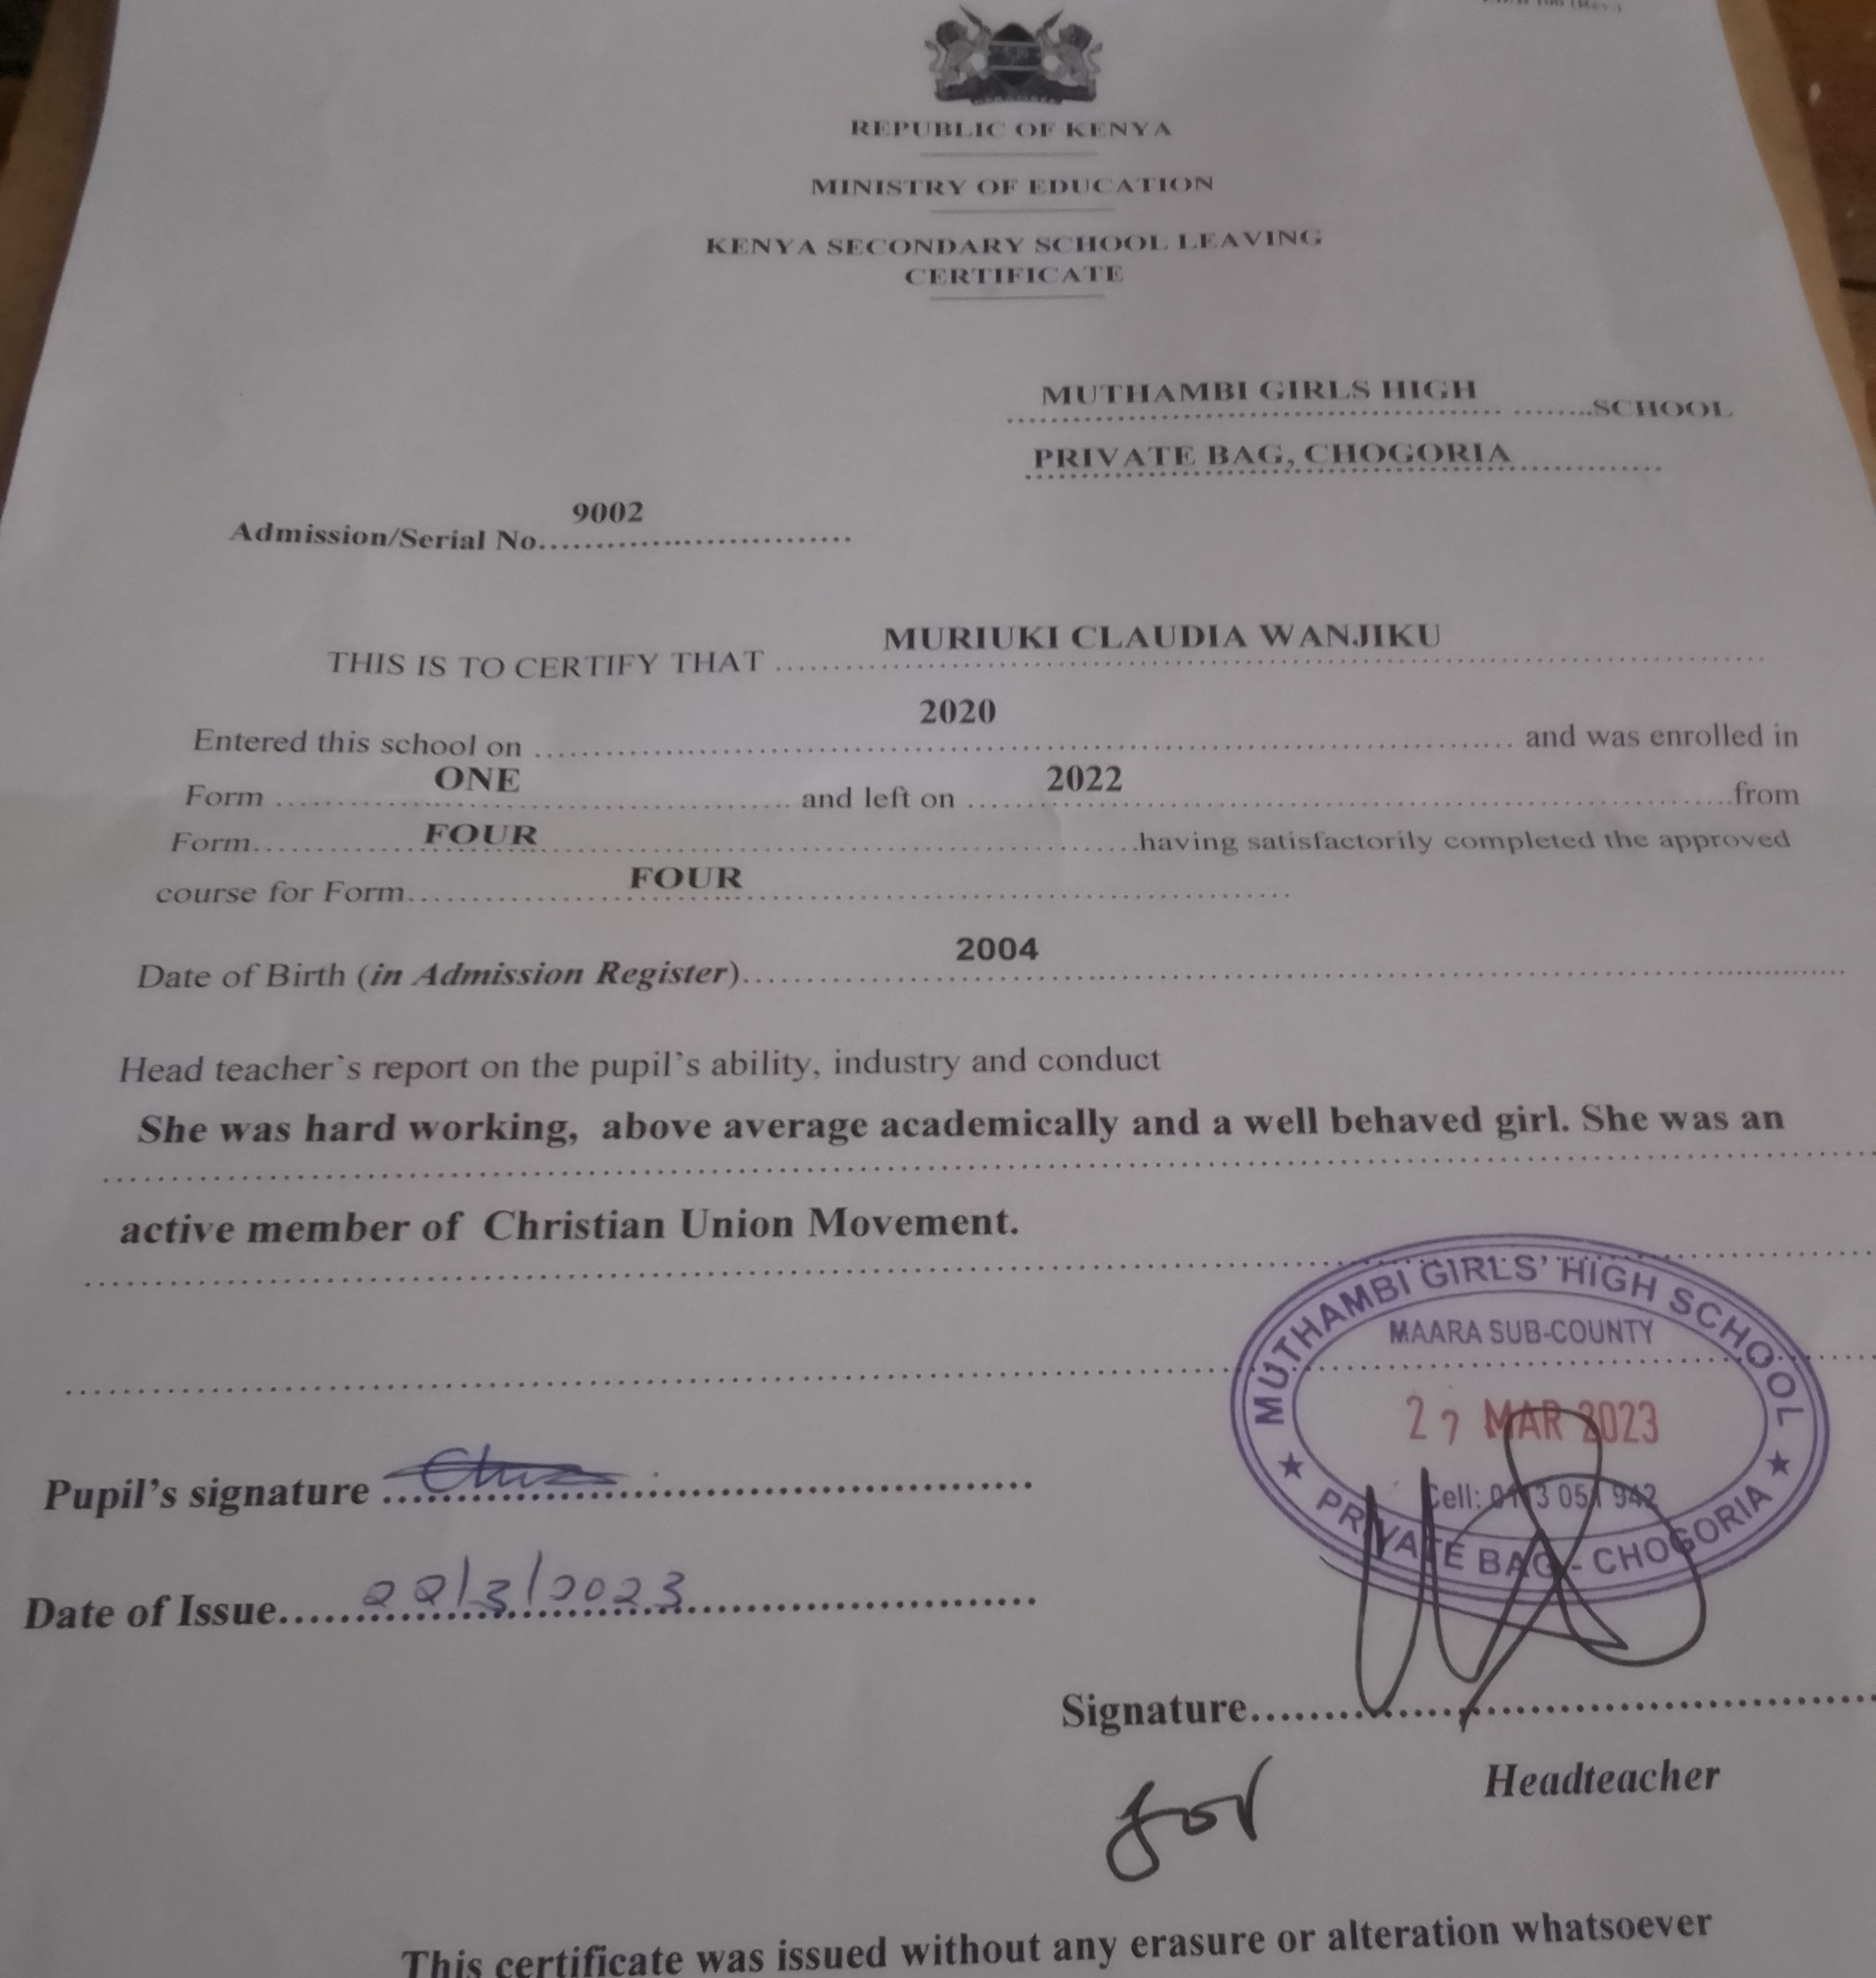 REPUBLIC OF KENYA
MINISTRY OF EDUCATION
KENYA SECONDARY SCHOOL LEAVING
CERTIFICATE
MUTHAMBI GIRLS HIGH SCHOOL
PRIVATE BAG, CHOGORIA
Admission/Serial No. 9002
THIS IS TO CERTIFY THAT MURIUKI CLAUDIA WANJIKU
Entered this school on 2020 and was enrolled in
Form ONE and left on 2022 from
Form FOUR having satisfactorily completed the approved
course for Form FOUR
Date of Birth (in Admission Register) 2004
Head teacher`s report on the pupil's ability, industry and conduct
She was hard working, above average academically and a well behaved girl. She was an
active member of Christian Union Movement.
MUTHAMBI GIRLS' HIGH SCHOOL
MAARA SUB-COUNTY
27 MAR 2023
Cell: 0113 051 942
PRIVATE BAG - CHOGORIA
Pupil's signature
Date of Issue 22/3/2023
Signature
for
Headteacher
This certificate was issued without any erasure or alteration whatsoever